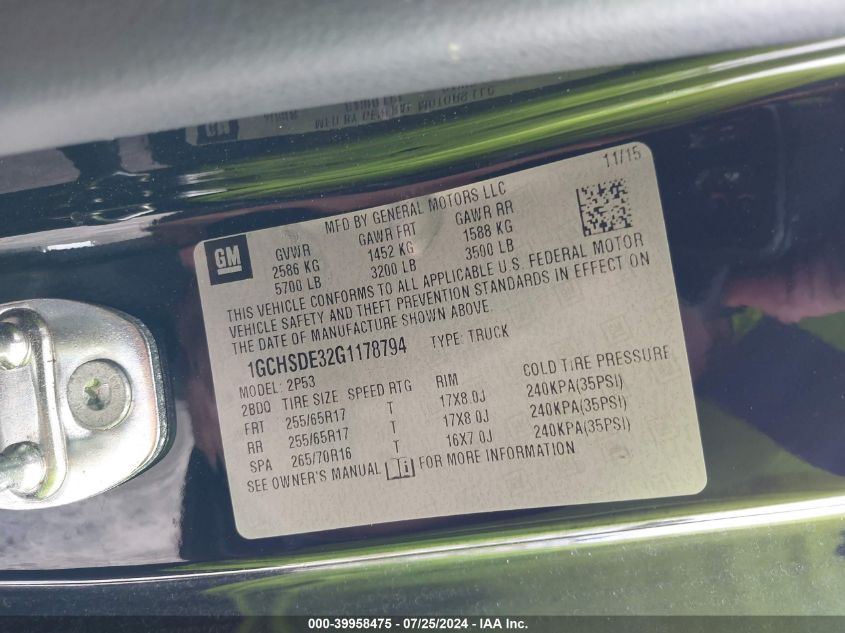 11/15
MFD BY GENERAL MOTORS LLC
GM
GVWR GAWR FRT GAWR RR
2586 KG 1452 KG 1588 KG
5700 LB 3200 LB 3500 LB
THIS VEHICLE CONFORMS TO ALL APPLICABLE U.S. FEDERAL MOTOR
VEHICLE SAFETY AND THEFT PREVENTION STANDARDS IN EFFECT ON
THE DATE OF MANUFACTURE SHOWN ABOVE.
1GCHSDE32G1178794 TYPE: TRUCK
MODEL: 2P53
2BDQ TIRE SIZE SPEED RTG RIM COLD TIRE PRESSURE
FRT 255/65R17 T 17X8.0J 240KPA(35PSI)
RR 255/65R17 T 17X8.0J 240KPA(35PSI)
SPA 265/70R16 T 16X7.0J 240KPA(35PSI)
SEE OWNER'S MANUAL FOR MORE INFORMATION
000-39958475 - 07/25/2024 - IAA Inc.